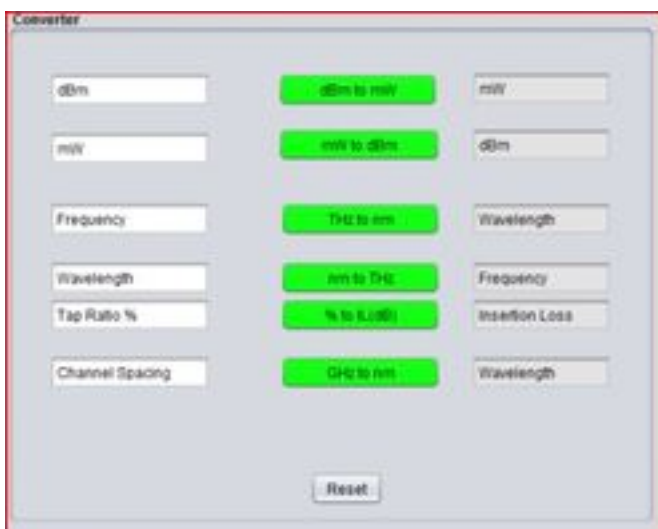 Converter
dBm dBm to mW mW
mW mW to dBm dBm
Frequency THz to nm Wavelength
Wavelength nm to THz Frequency
Tap Ratio % % to IL(dB) Insertion Loss
Channel Spacing GHz to nm Wavelength
Reset